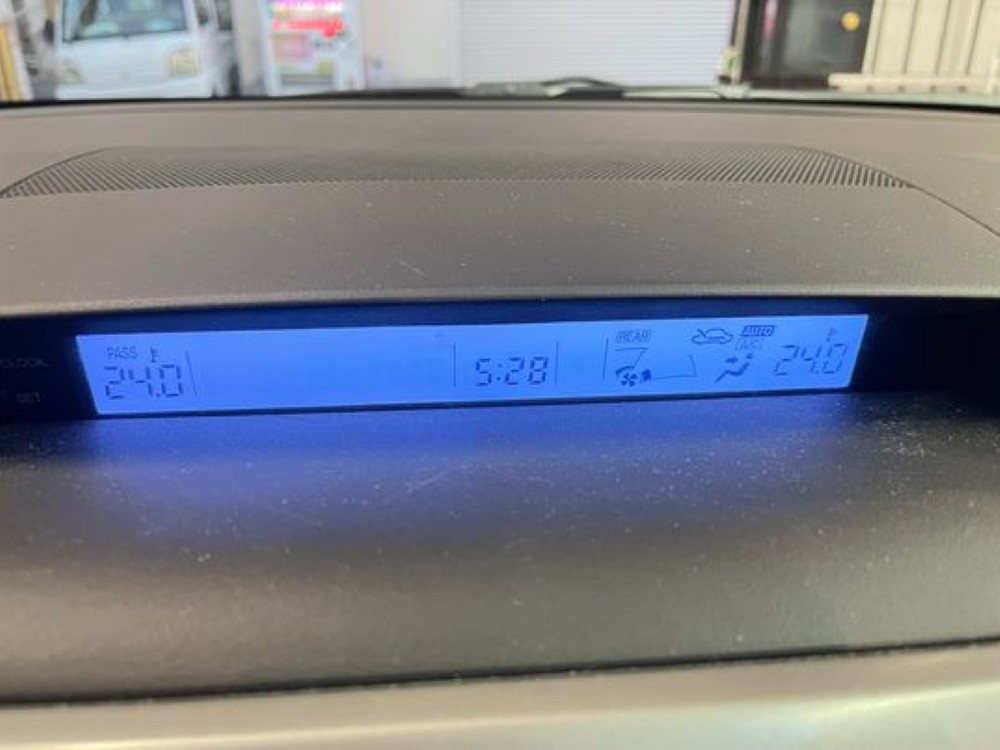 CLOCK
SET
PASS
24.0
5:28
REAR
AUTO
24.0